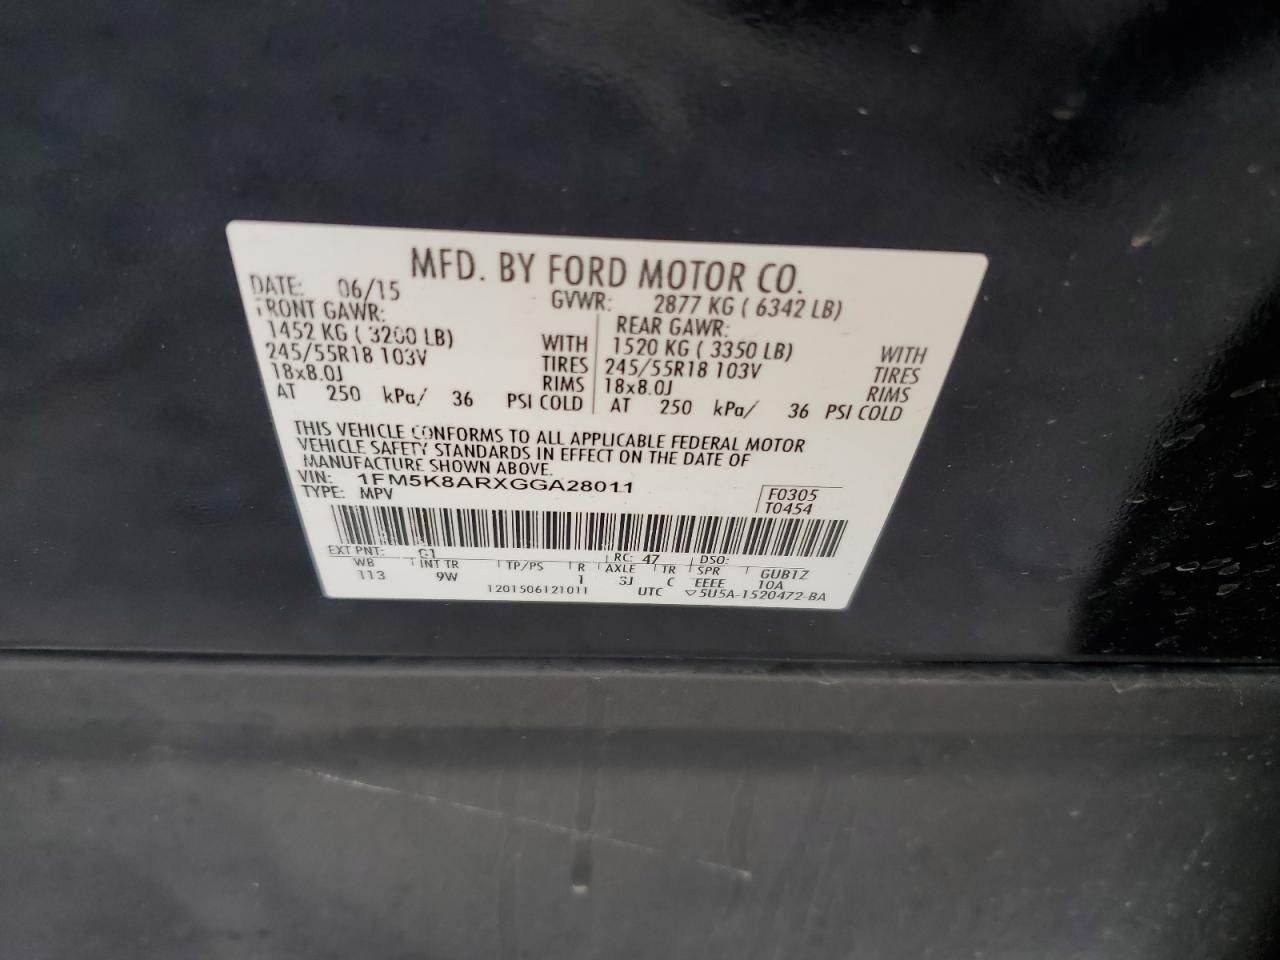 MFD. BY FORD MOTOR CO.
DATE: 06/15 GVWR: 2877 KG ( 6342 LB)
FRONT GAWR: REAR GAWR:
1452 KG ( 3200 LB) WITH 1520 KG ( 3350 LB) WITH
245/55R18 103V TIRES 245/55R18 103V TIRES
18x8.0J RIMS 18x8.0J RIMS
AT 250 kPa/ 36 PSI COLD AT 250 kPa/ 36 PSI COLD
THIS VEHICLE CONFORMS TO ALL APPLICABLE FEDERAL MOTOR
VEHICLE SAFETY STANDARDS IN EFFECT ON THE DATE OF
MANUFACTURE SHOWN ABOVE.
VIN: 1FM5K8ARXGGA28011
TYPE: MPV
F0305
T0454
EXT PNT: G1 RC: 47 DSO:
WB INT TR TP/PS R AXLE TR SPR GUB1Z
113 9W 1 3J C EEEE 10A
1201506121011 UTC ▽5U5A-1520472-BA